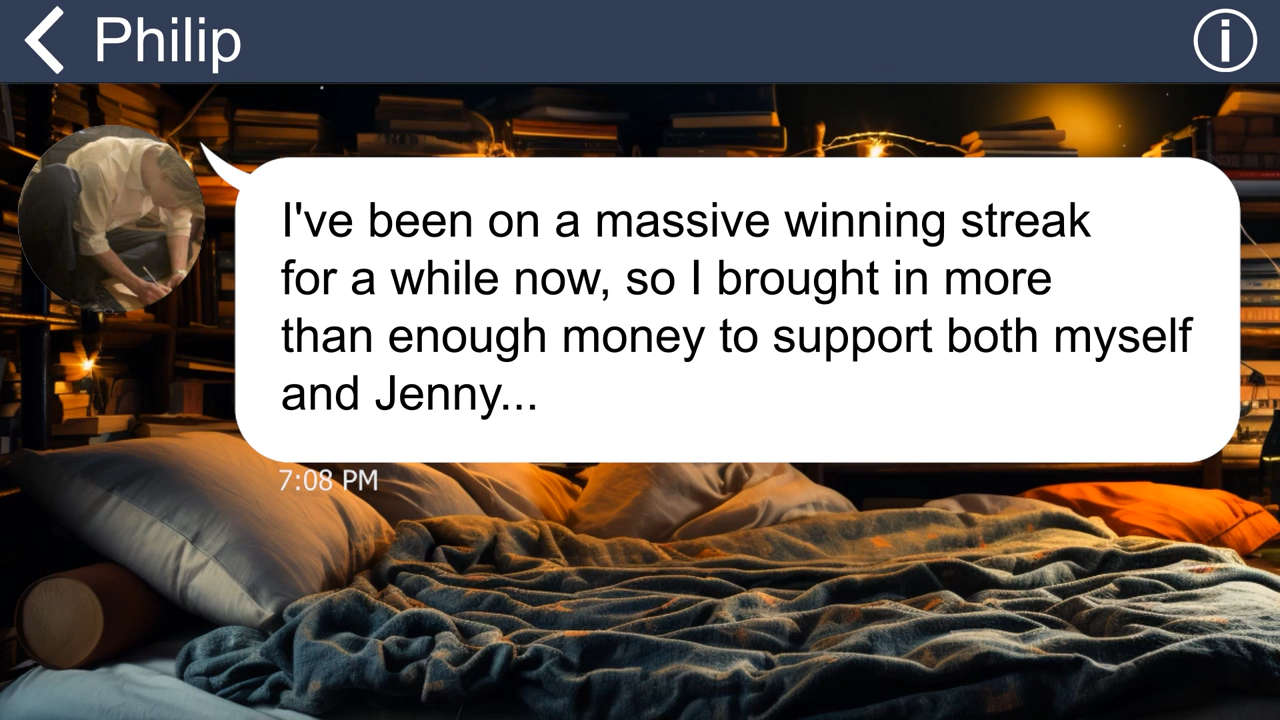 Philip
I've been on a massive winning streak
for a while now, so I brought in more
than enough money to support both myself
and Jenny...
7:08 PM